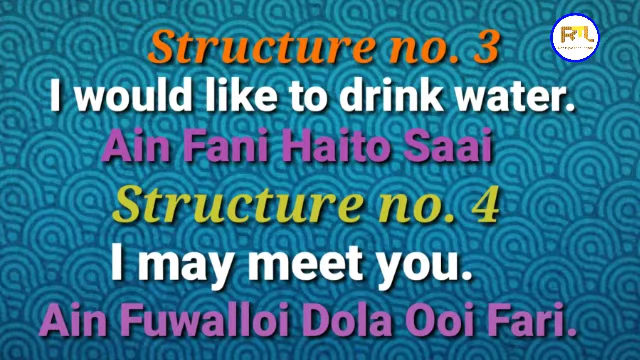 Structure no. 3
I would like to drink water.
Ain Fani Haito Saai
Structure no. 4
I may meet you.
Ain Fuwalloi Dola Ooi Fari.